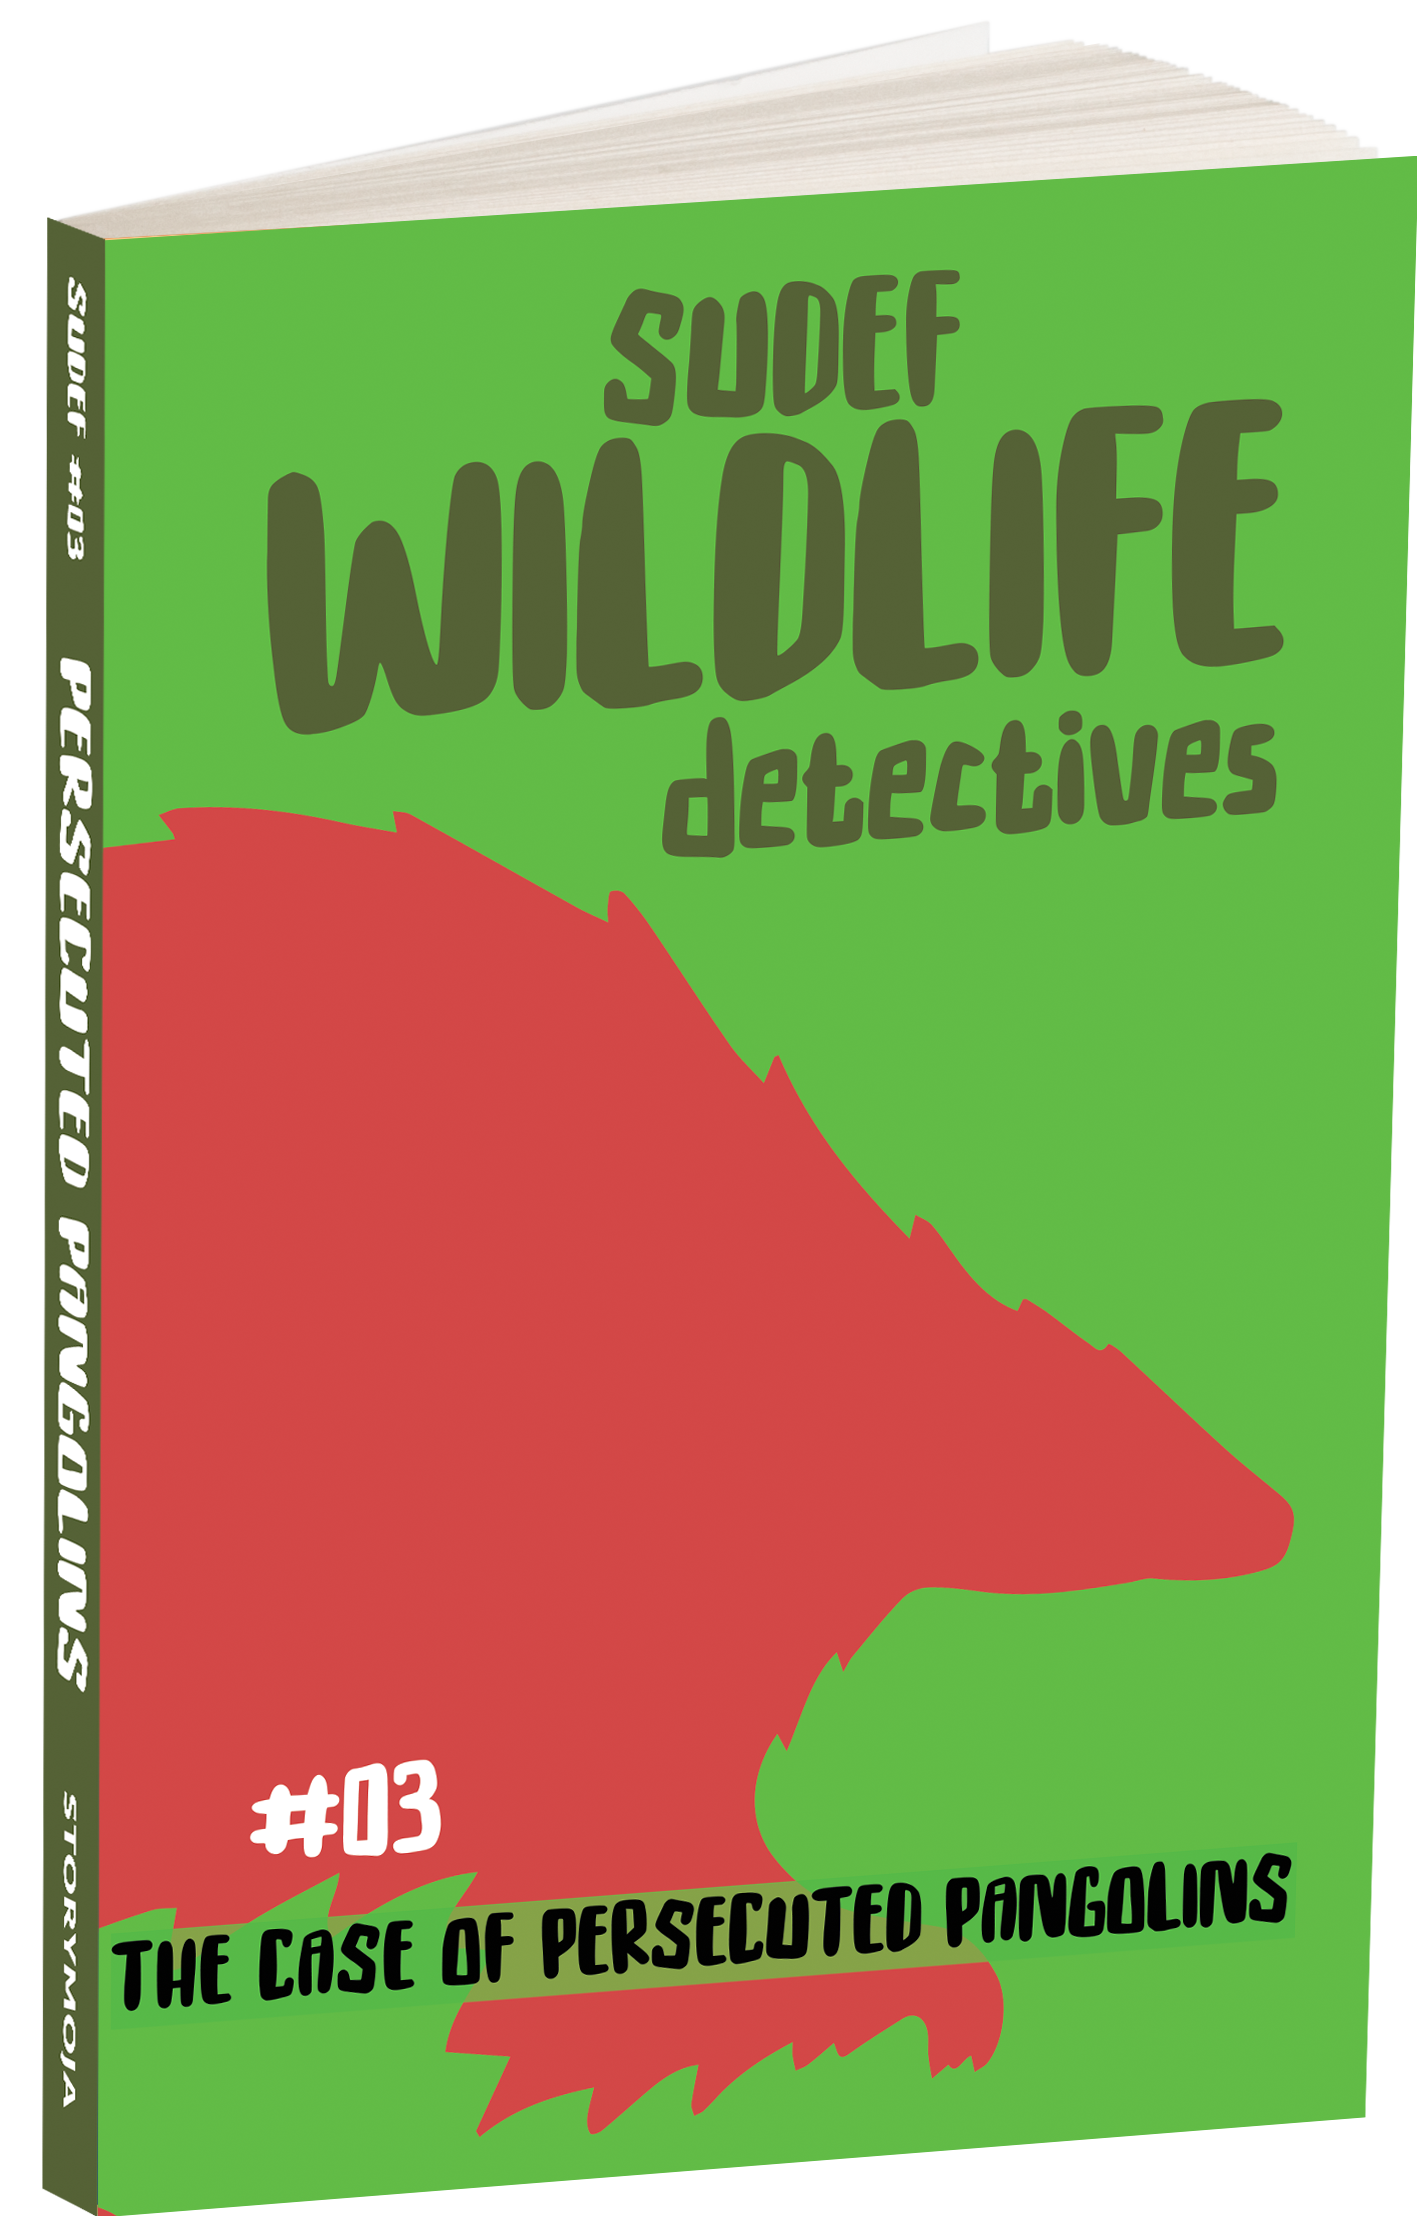 SUDEF
WILDLIFE
detectives
#03
THE CASE OF PERSECUTED PANGOLINS
SUDEF #03 PERSECUTED PANGOLINS STORYMOJA